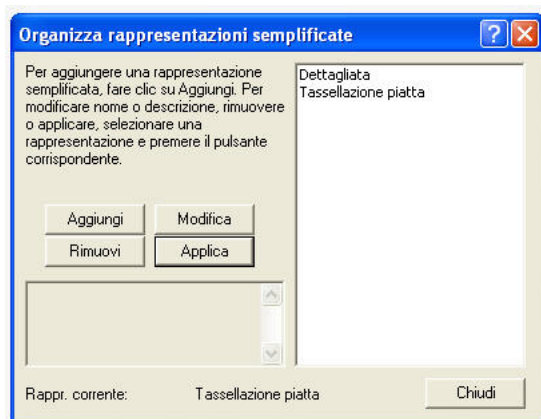 Organizza rappresentazioni semplificate
Per aggiungere una rappresentazione
semplificata, fare clic su Aggiungi. Per
modificare nome o descrizione, rimuovere
o applicare, selezionare una
rappresentazione e premere il pulsante
corrispondente.
Dettagliata
Tassellazione piatta
Aggiungi Modifica
Rimuovi Applica
Rappr. corrente: Tassellazione piatta
Chiudi